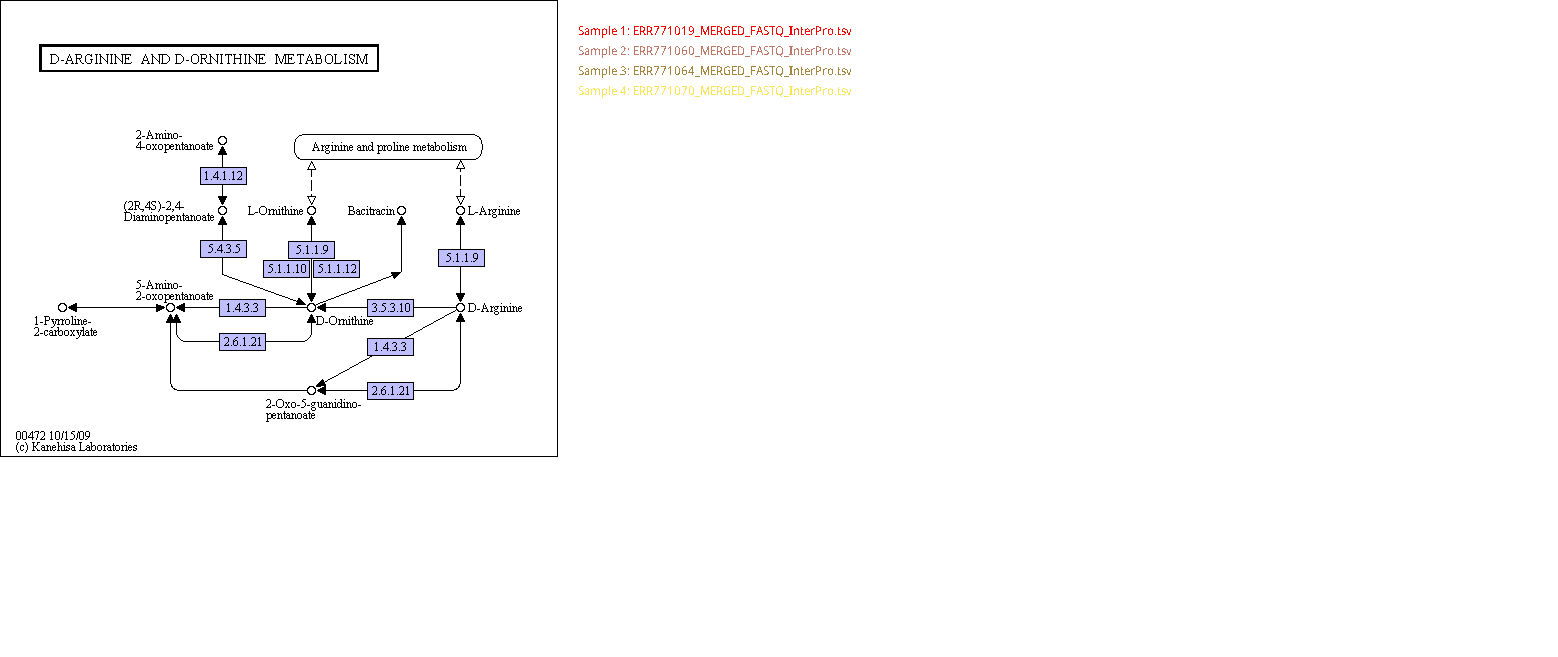 Sample 1: ERR771019_MERGED_FASTQ_InterPro.tsv
Sample 2: ERR771060_MERGED_FASTQ_InterPro.tsv
Sample 3: ERR771064_MERGED_FASTQ_InterPro.tsv
Sample 4: ERR771070_MERGED_FASTQ_InterPro.tsv
D-ARGININE AND D-ORNITHINE METABOLISM
2-Amino-
4-oxopentanoate
Arginine and proline metabolism
1.4.1.12
(2R,4S)-2,4-
Diaminopentanoate
L-Ornithine
Bacitracin
L-Arginine
5.4.3.5
5.1.1.9
5.1.1.9
5.1.1.10
5.1.1.12
5-Amino-
2-oxopentanoate
1.4.3.3
3.5.3.10
D-Arginine
1-Pyrroline-
2-carboxylate
D-Ornithine
2.6.1.21
1.4.3.3
2.6.1.21
2-Oxo-5-guanidino-
pentanoate
00472 10/15/09
(c) Kanehisa Laboratories